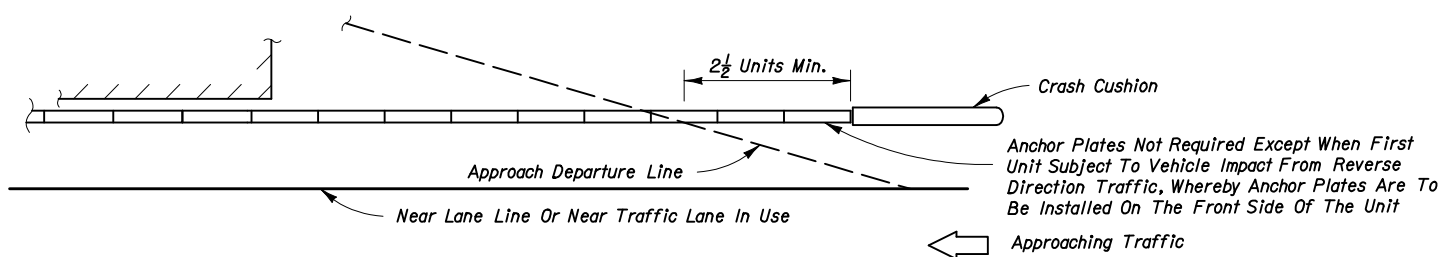 2½ Units Min.
Crash Cushion
Anchor Plates Not Required Except When First
Unit Subject To Vehicle Impact From Reverse
Direction Traffic, Whereby Anchor Plates Are To
Be Installed On The Front Side Of The Unit
Approach Departure Line
Near Lane Line Or Near Traffic Lane In Use
Approaching Traffic